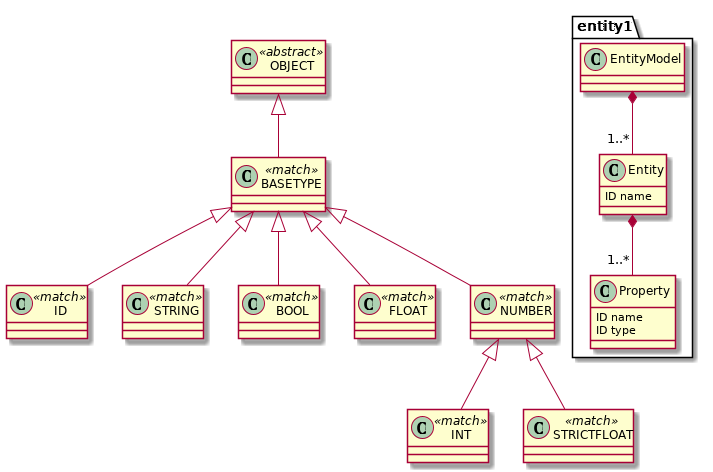 entity1
C EntityModel
1..*
C Entity
ID name
1..*
C Property
ID name
ID type
C «abstract»
OBJECT
C «match»
BASETYPE
C «match»
ID
C «match»
STRING
C «match»
BOOL
C «match»
FLOAT
C «match»
NUMBER
C «match»
INT
C «match»
STRICTFLOAT